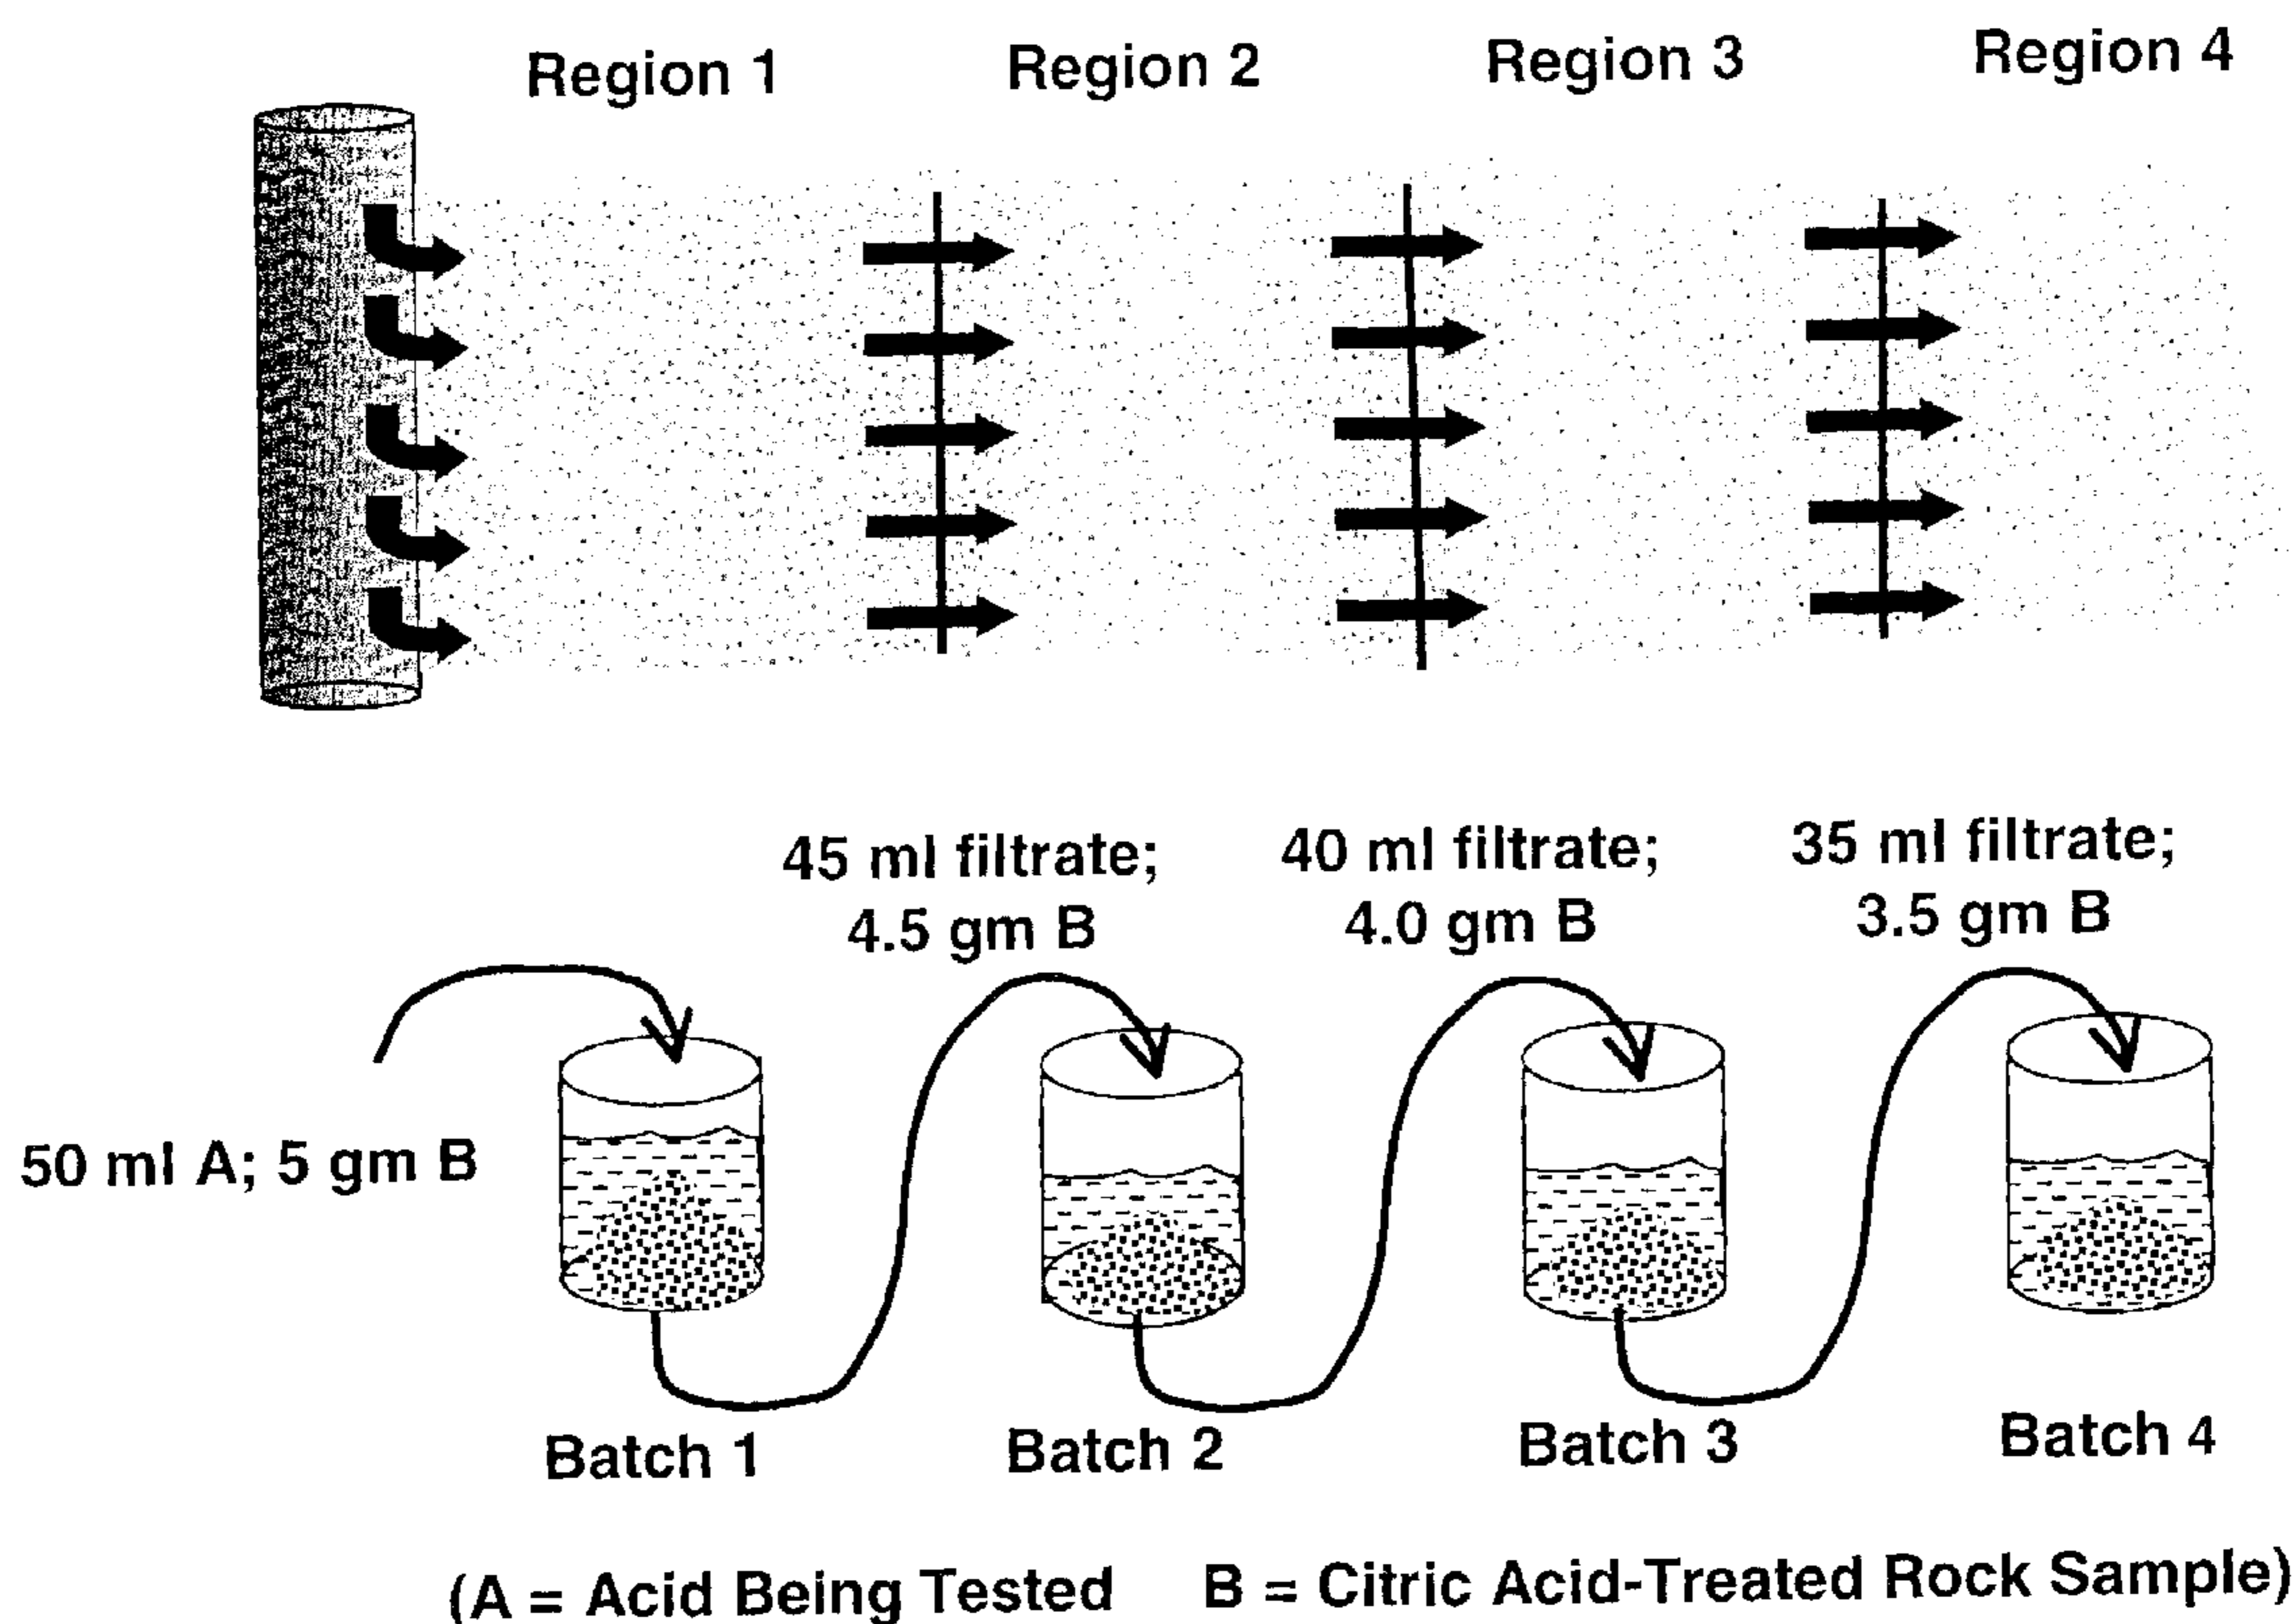 Region 1
Region 2
Region 3
Region 4
45 ml filtrate;
4.5 gm B
40 ml filtrate;
4.0 gm B
35 ml filtrate;
3.5 gm B
50 ml A; 5 gm B
Batch 1
Batch 2
Batch 3
Batch 4
(A = Acid Being Tested B = Citric Acid-Treated Rock Sample)